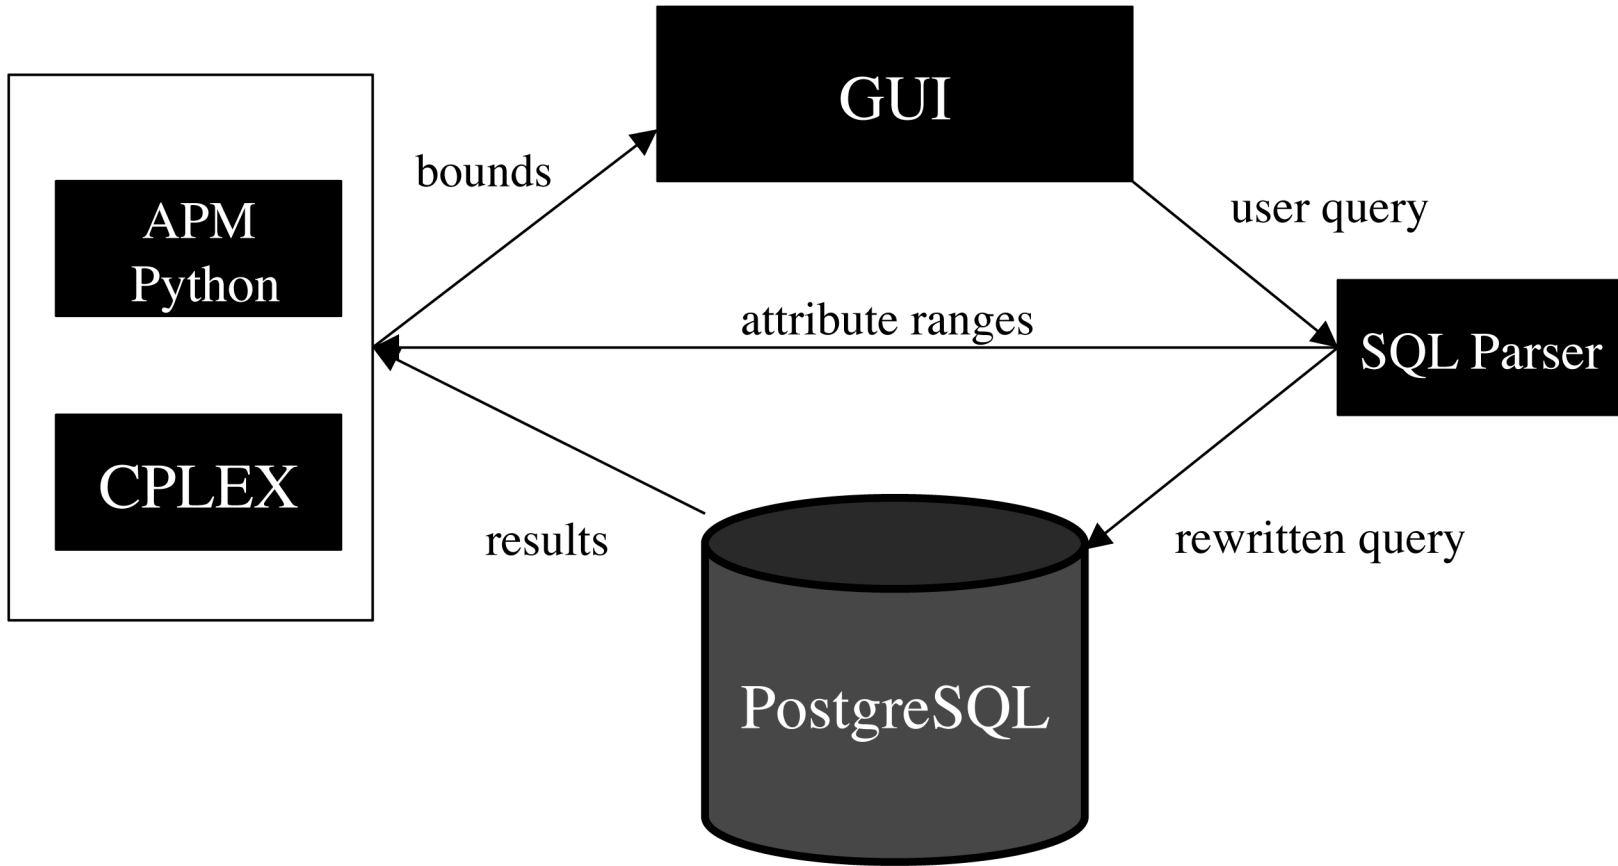 GUI
bounds
user query
APM
Python
attribute ranges
SQL Parser
CPLEX
results
rewritten query
PostgreSQL